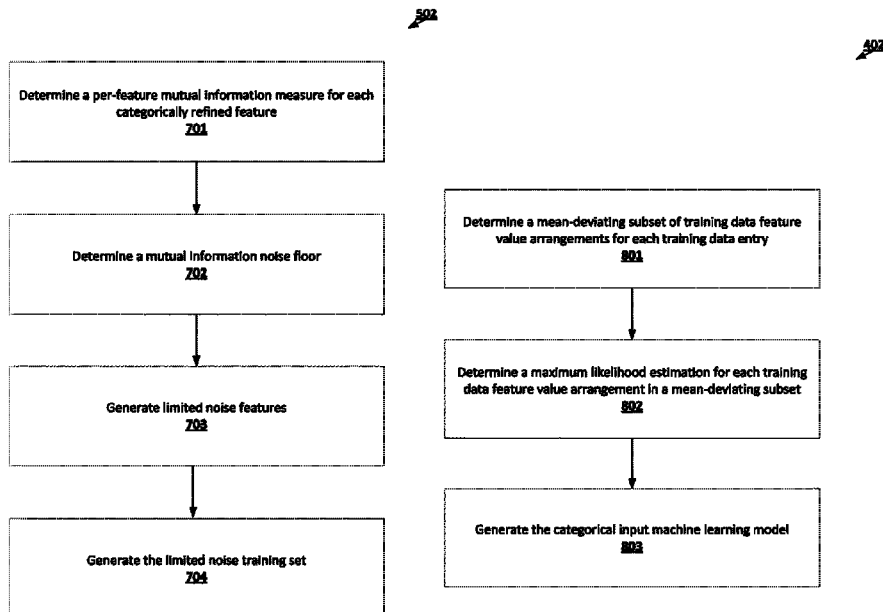 502
Determine a per-feature mutual information measure for each
categorically refined feature
701
Determine a mutual information noise floor
702
Generate limited noise features
703
Generate the limited noise training set
704
402
Determine a mean-deviating subset of training data feature
value arrangements for each training data entry
801
Determine a maximum likelihood estimation for each training
data feature value arrangement in a mean-deviating subset
802
Generate the categorical input machine learning model
803